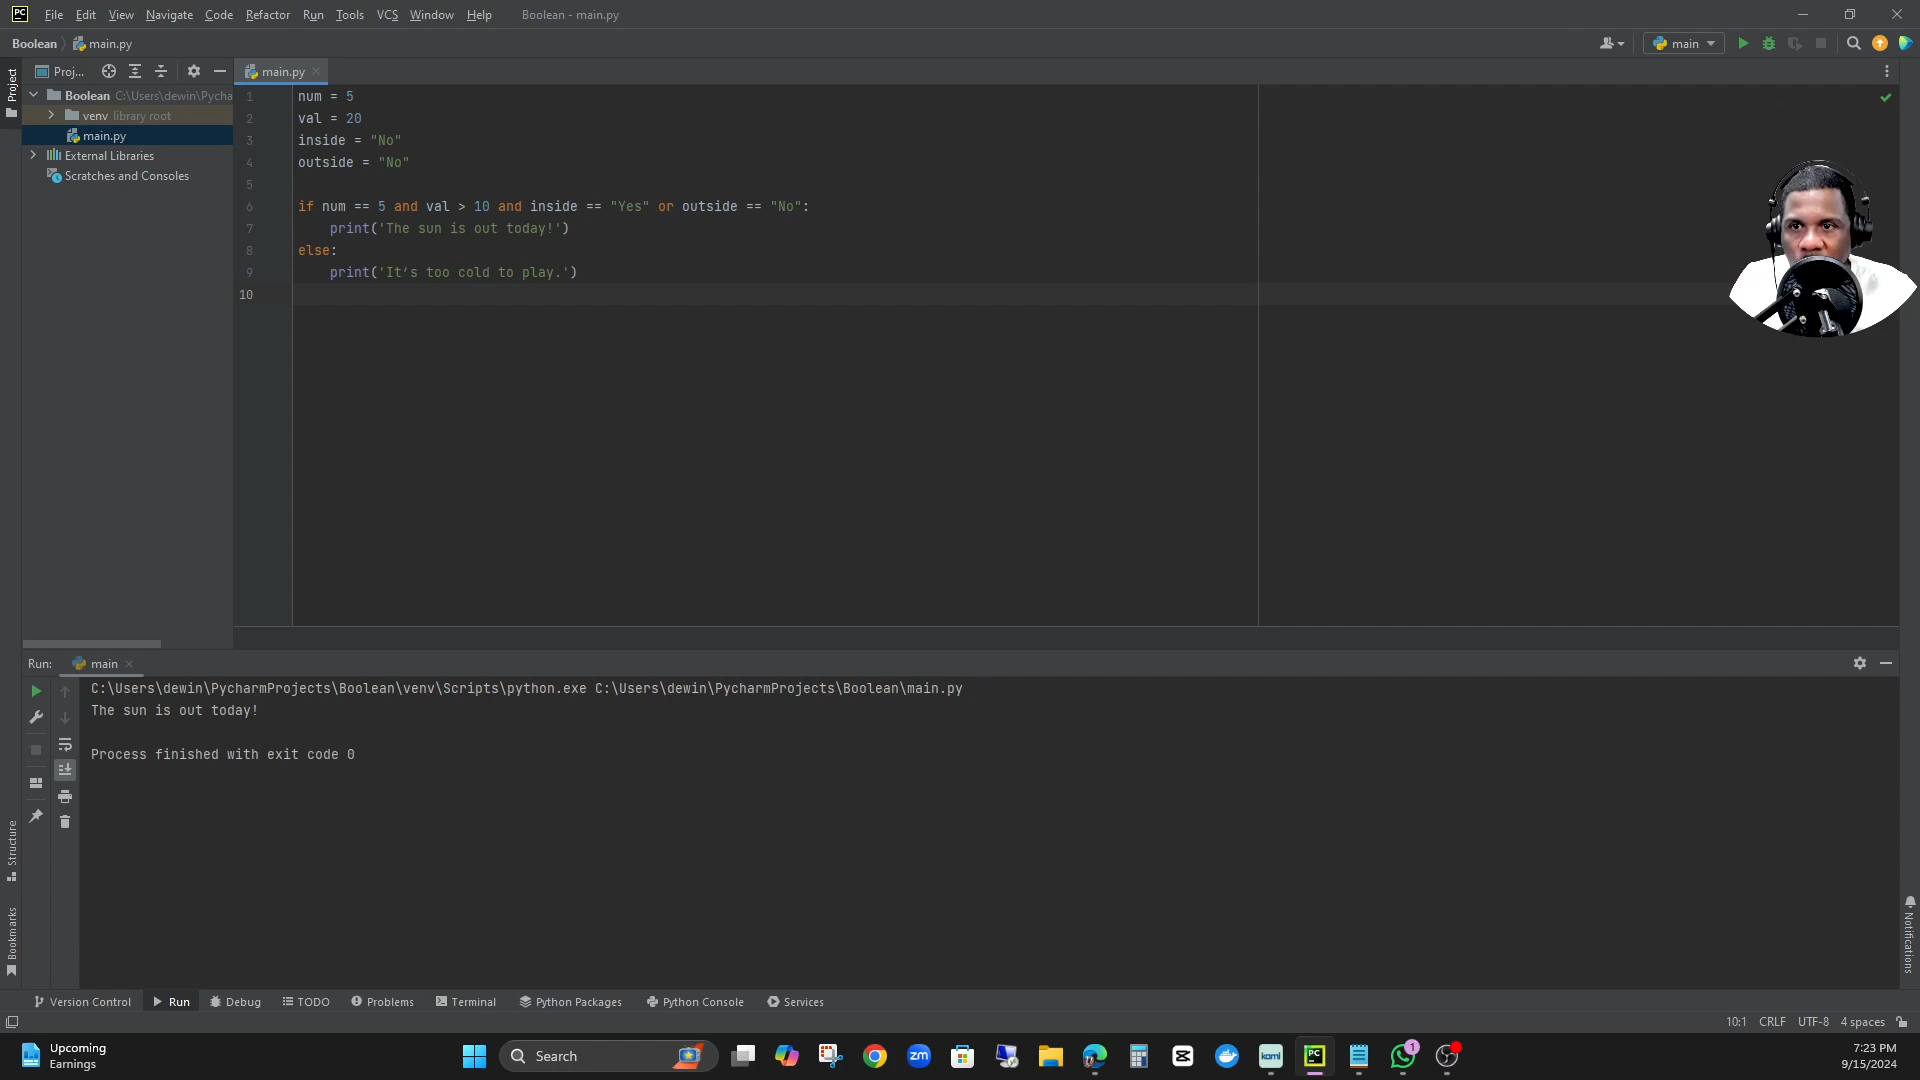 PC File Edit View Navigate Code Refactor Run Tools VCS Window Help Boolean - main.py
Boolean main.py main
Project Proj... main.py
Boolean C:\Users\dewin\Pycha
venv library root
main.py
External Libraries
Scratches and Consoles
1 num = 5
2 val = 20
3 inside = "No"
4 outside = "No"
5
6 if num == 5 and val > 10 and inside == "Yes" or outside == "No":
7 print('The sun is out today!')
8 else:
9 print('It’s too cold to play.')
10
Run: main
C:\Users\dewin\PycharmProjects\Boolean\venv\Scripts\python.exe C:\Users\dewin\PycharmProjects\Boolean\main.py
The sun is out today!
Process finished with exit code 0
Structure
Bookmarks
Notifications
Version Control Run Debug TODO Problems Terminal Python Packages Python Console Services
10:1 CRLF UTF-8 4 spaces
Upcoming
Earnings
Search zm kami PC 1
7:23 PM
9/15/2024